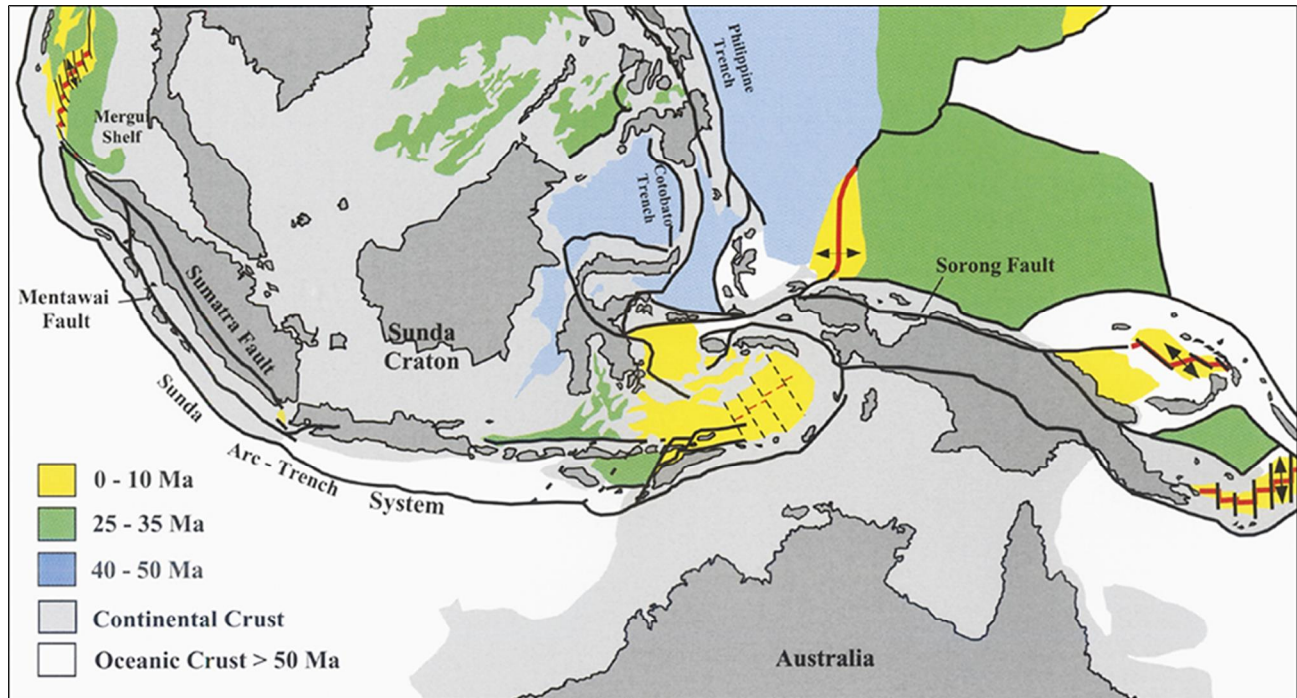 Philippine
Trench
Mergui
Shelf
Cotobato
Trench
Sorong Fault
Mentawai
Fault
Sumatra Fault
Sunda
Craton
Sunda
Arc - Trench
System
0 - 10 Ma
25 - 35 Ma
40 - 50 Ma
Continental Crust
Oceanic Crust > 50 Ma
Australia